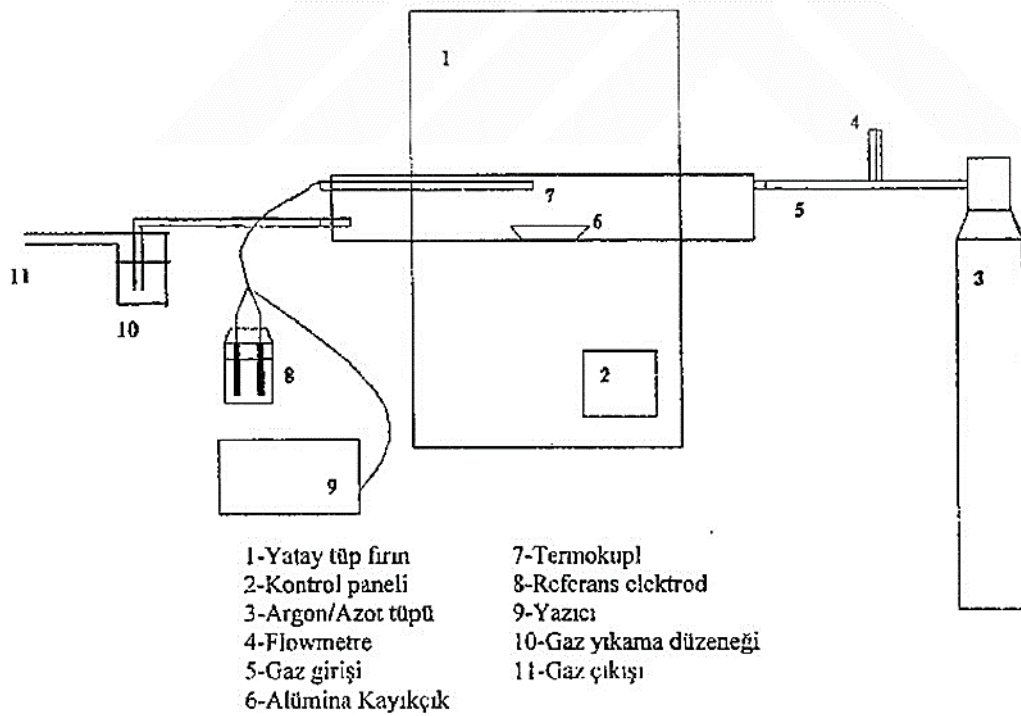 1
4
7
5
6
11
3
10
2
8
9
1-Yatay tüp fırın
2-Kontrol paneli
3-Argon/Azot tüpü
4-Flowmetre
5-Gaz girişi
6-Alümina Kayıkçık
7-Termokupl
8-Referans elektrod
9-Yazıcı
10-Gaz yıkama düzeneği
11-Gaz çıkışı